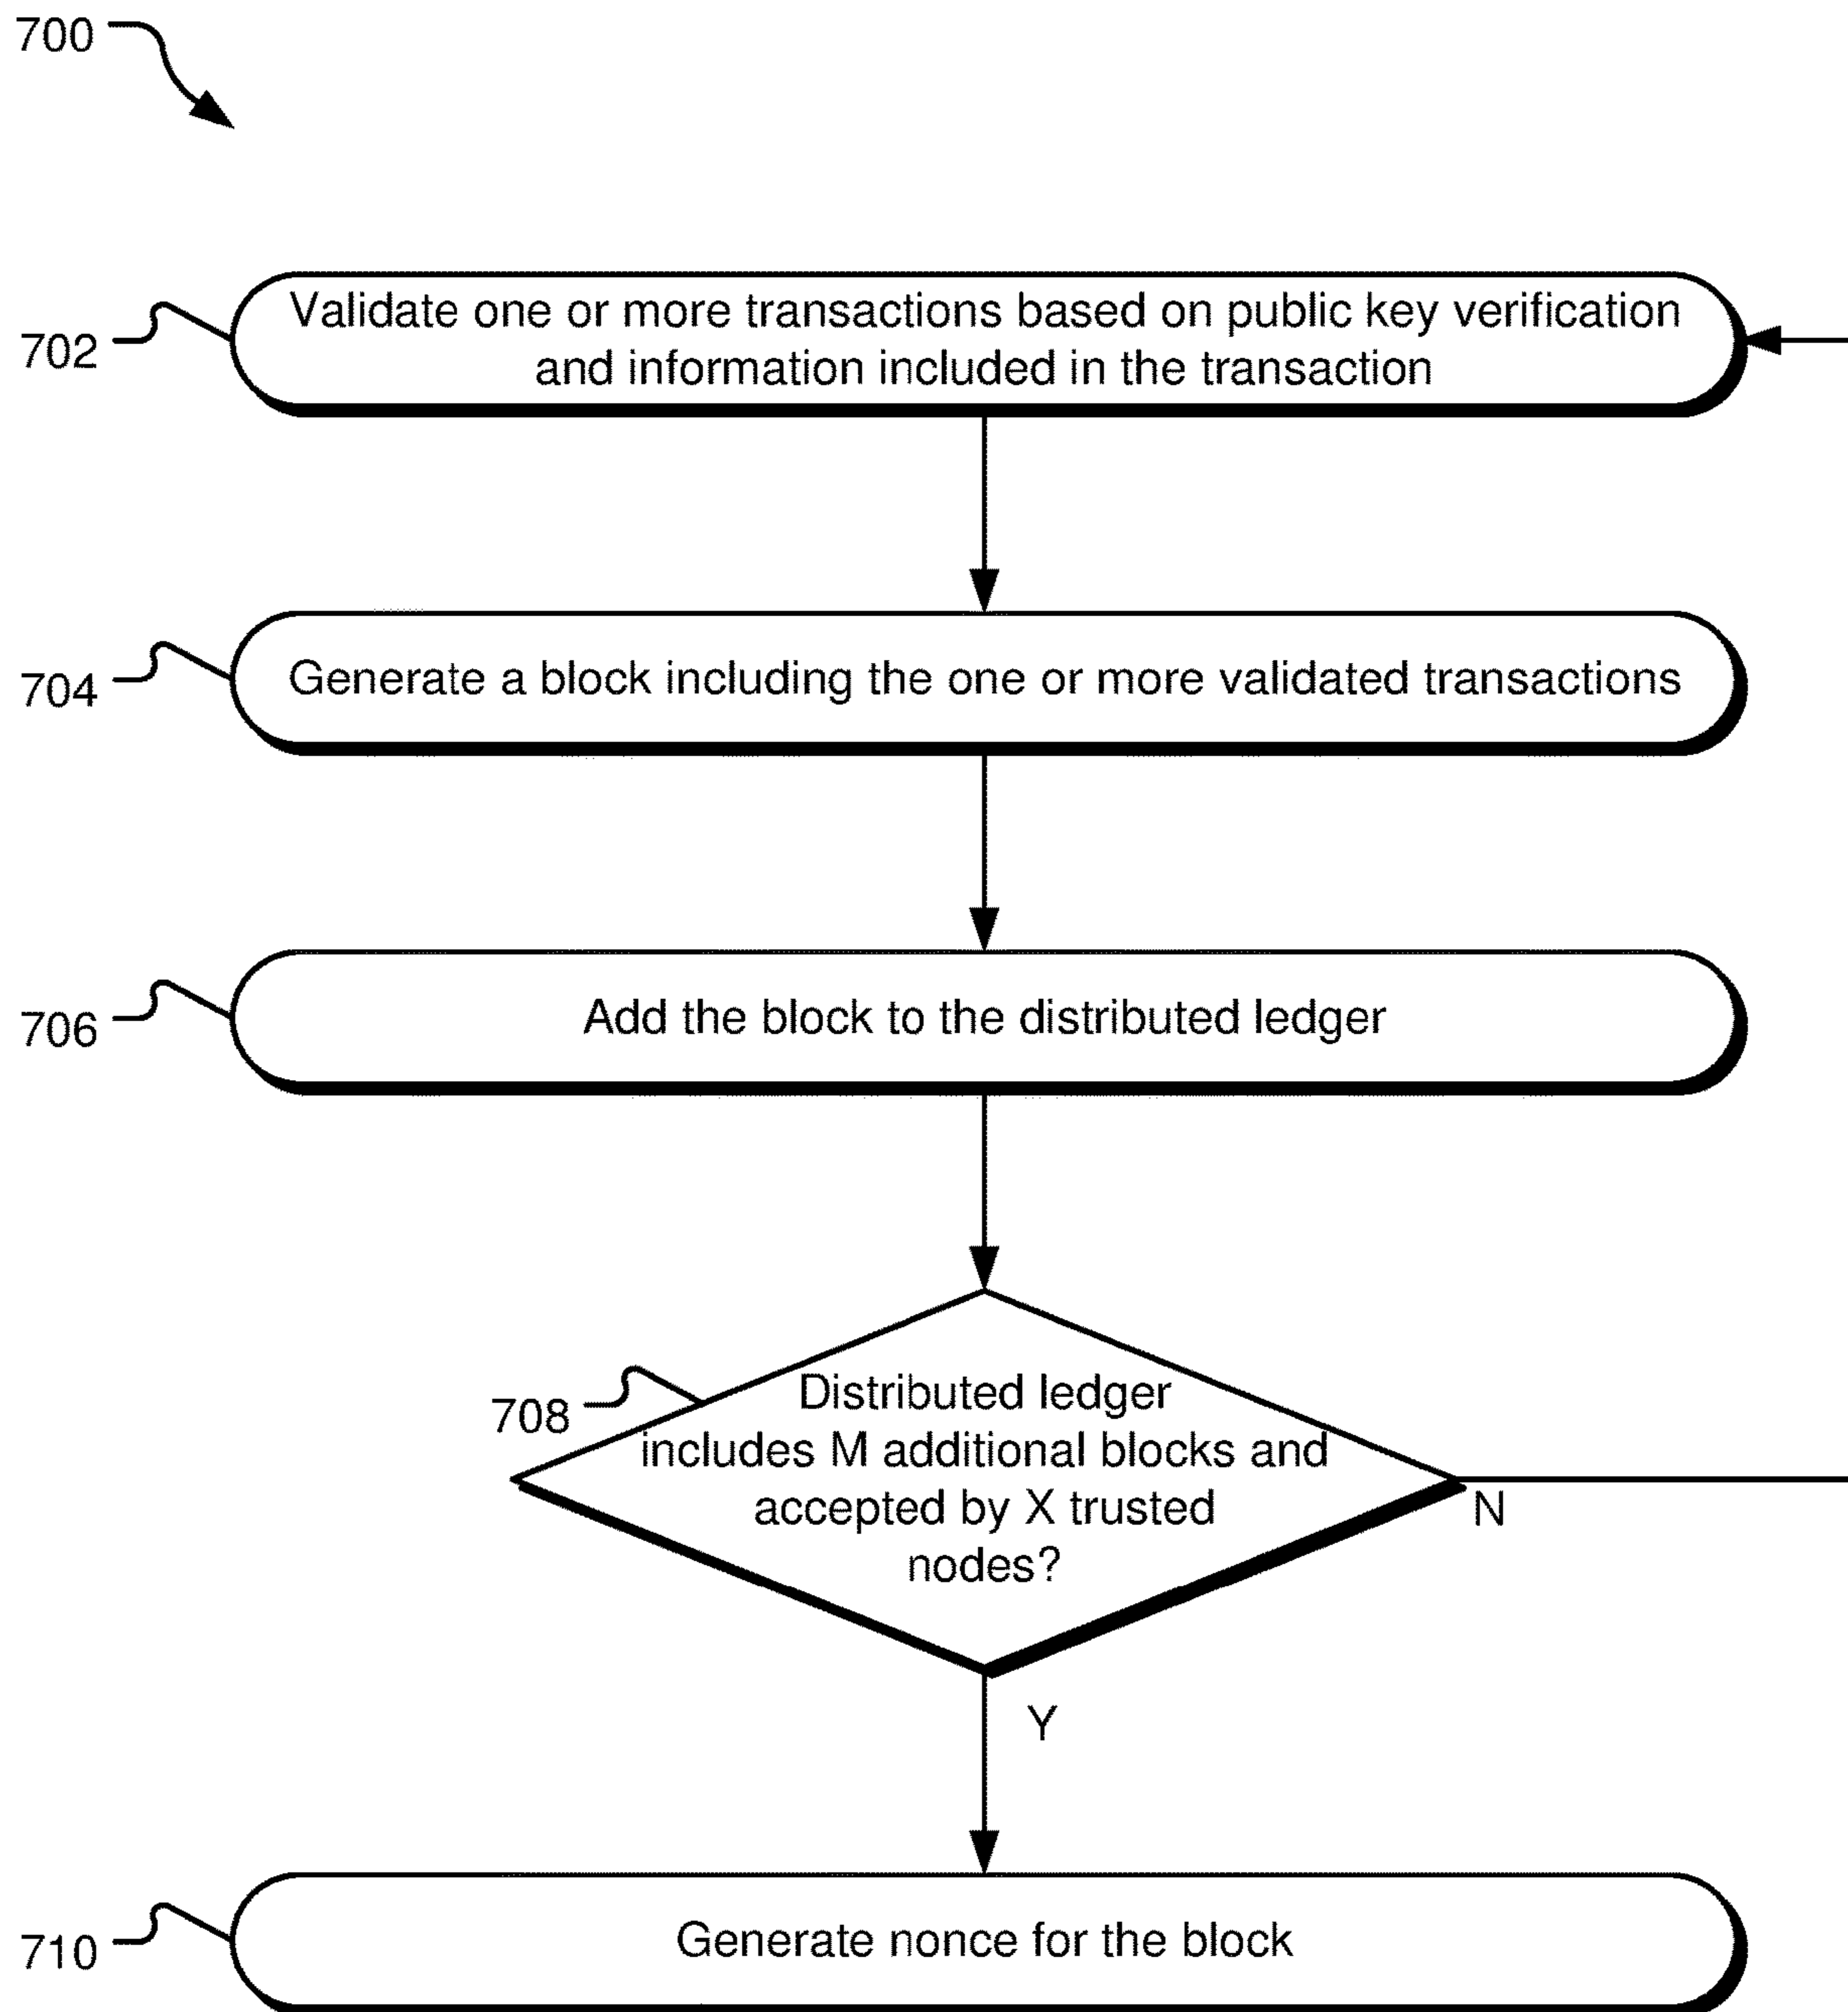 700
702
Validate one or more transactions based on public key verification
and information included in the transaction
704
Generate a block including the one or more validated transactions
706
Add the block to the distributed ledger
708
Distributed ledger
includes M additional blocks and
accepted by X trusted
nodes?
N
Y
710
Generate nonce for the block